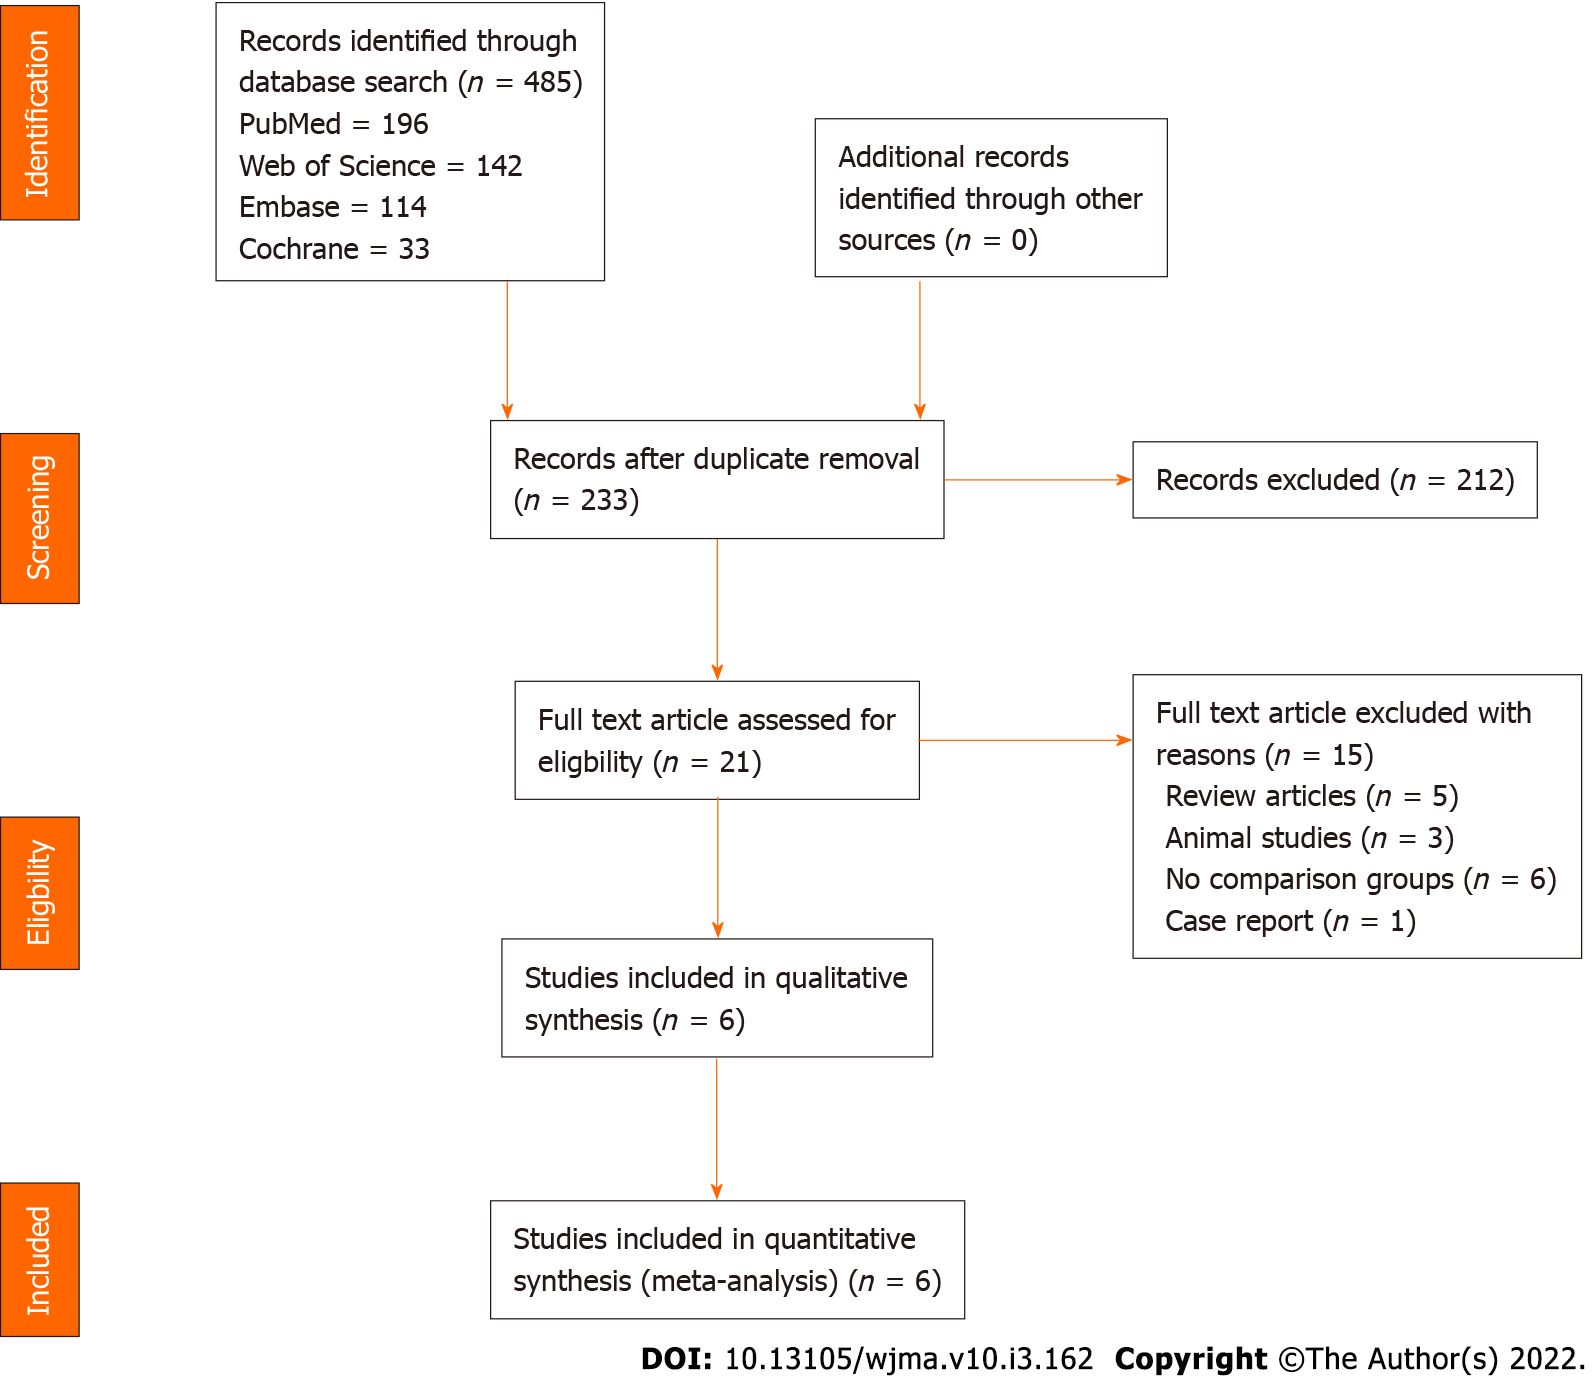 Identification
Records identified through
database search (n = 485)
PubMed = 196
Web of Science = 142
Embase = 114
Cochrane = 33
Additional records
identified through other
sources (n = 0)
Screening
Records after duplicate removal
(n = 233)
Records excluded (n = 212)
Full text article assessed for
eligbility (n = 21)
Full text article excluded with
reasons (n = 15)
Review articles (n = 5)
Animal studies (n = 3)
No comparison groups (n = 6)
Case report (n = 1)
Eligbility
Studies included in qualitative
synthesis (n = 6)
Included
Studies included in quantitative
synthesis (meta-analysis) (n = 6)
DOI: 10.13105/wjma.v10.i3.162 Copyright ©The Author(s) 2022.